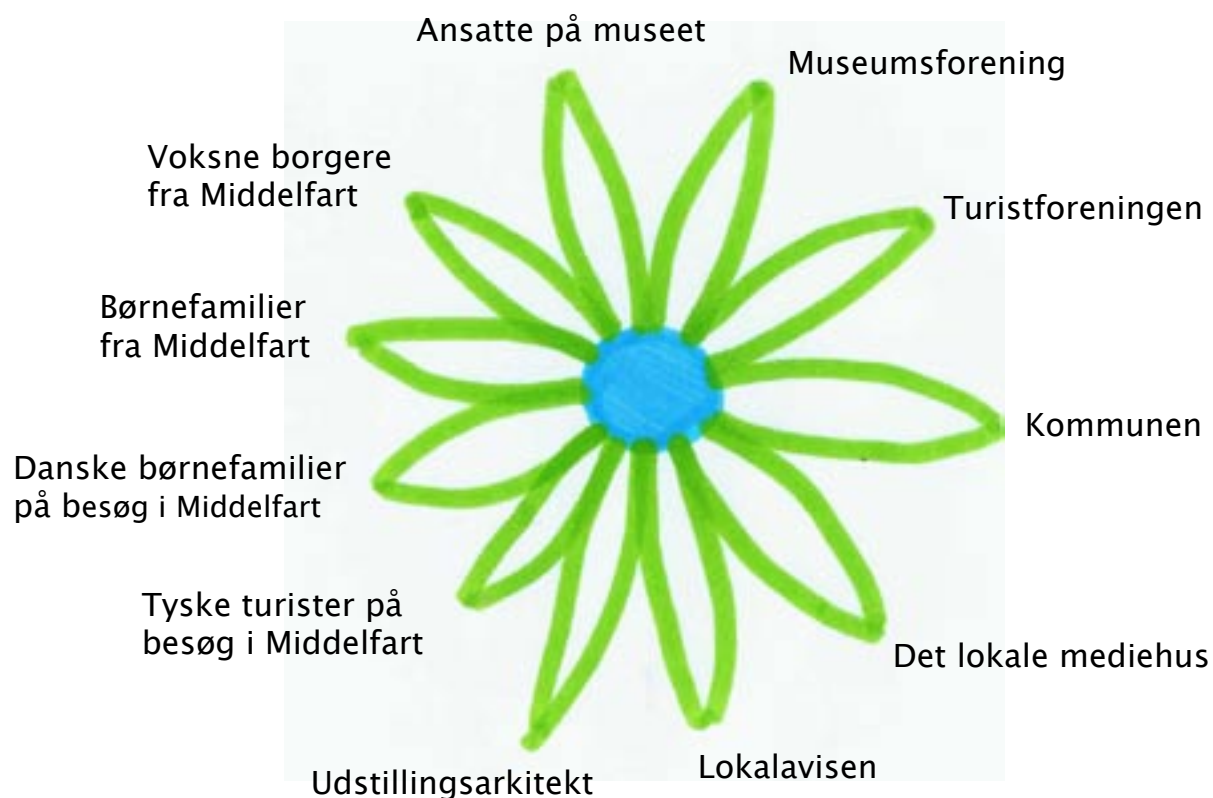 Ansatte på museet
Museumsforening
Voksne borgere
fra Middelfart
Turistforeningen
Børnefamilier
fra Middelfart
Kommunen
Danske børnefamilier
på besøg i Middelfart
Tyske turister på
besøg i Middelfart
Det lokale mediehus
Lokalavisen
Udstillingsarkitekt